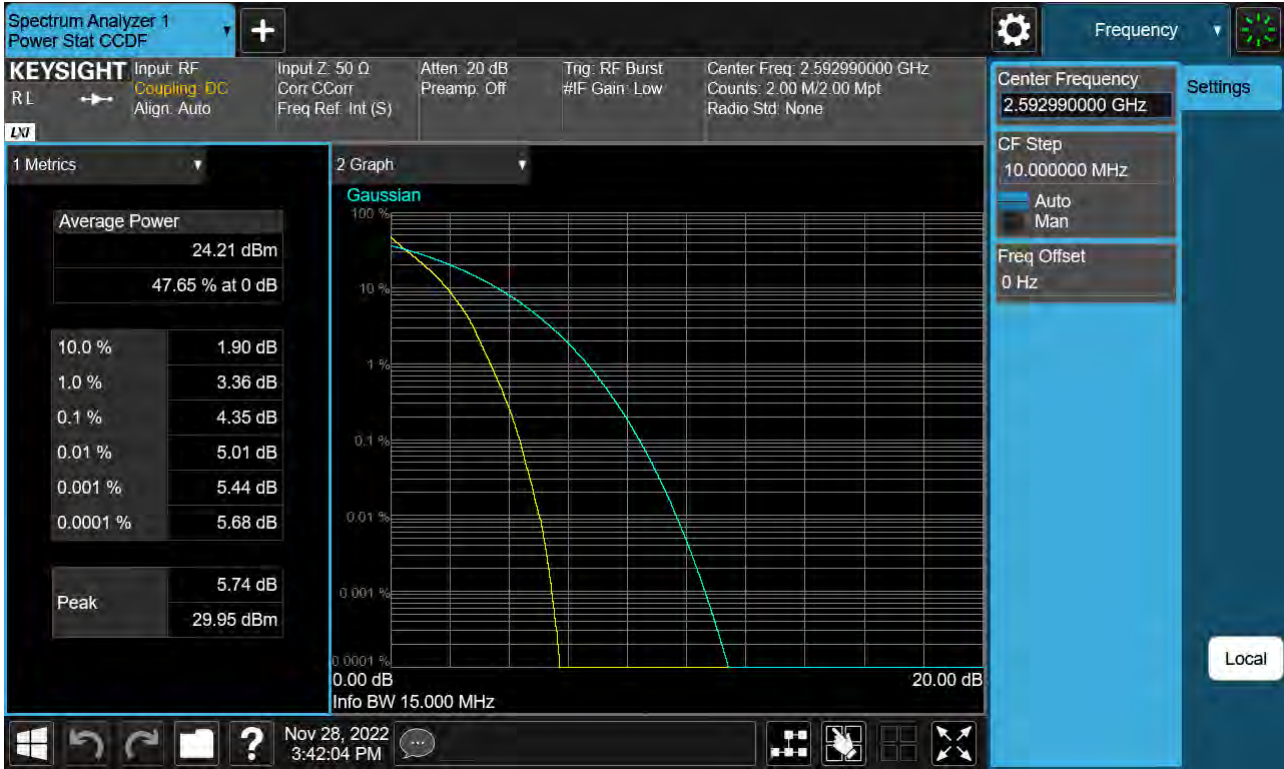 Spectrum Analyzer 1
Power Stat CCDF
Frequency
KEYSIGHT
R L
LXI
Input: RF
Coupling: DC
Align: Auto
Input Z: 50 Ω
Corr CCorr
Freq Ref: Int (S)
Atten: 20 dB
Preamp: Off
Trig: RF Burst
#IF Gain: Low
Center Freq: 2.592990000 GHz
Counts: 2.00 M/2.00 Mpt
Radio Std: None
Center Frequency
2.592990000 GHz
Settings
CF Step
10.000000 MHz
Auto
Man
Freq Offset
0 Hz
1 Metrics
Average Power
24.21 dBm
47.65 % at 0 dB
10.0 % 1.90 dB
1.0 % 3.36 dB
0.1 % 4.35 dB
0.01 % 5.01 dB
0.001 % 5.44 dB
0.0001 % 5.68 dB
Peak
5.74 dB
29.95 dBm
2 Graph
Gaussian
100 %
10 %
1 %
0.1 %
0.01 %
0.001 %
0.0001 %
0.00 dB
20.00 dB
Info BW 15.000 MHz
Local
?
Nov 28, 2022
3:42:04 PM